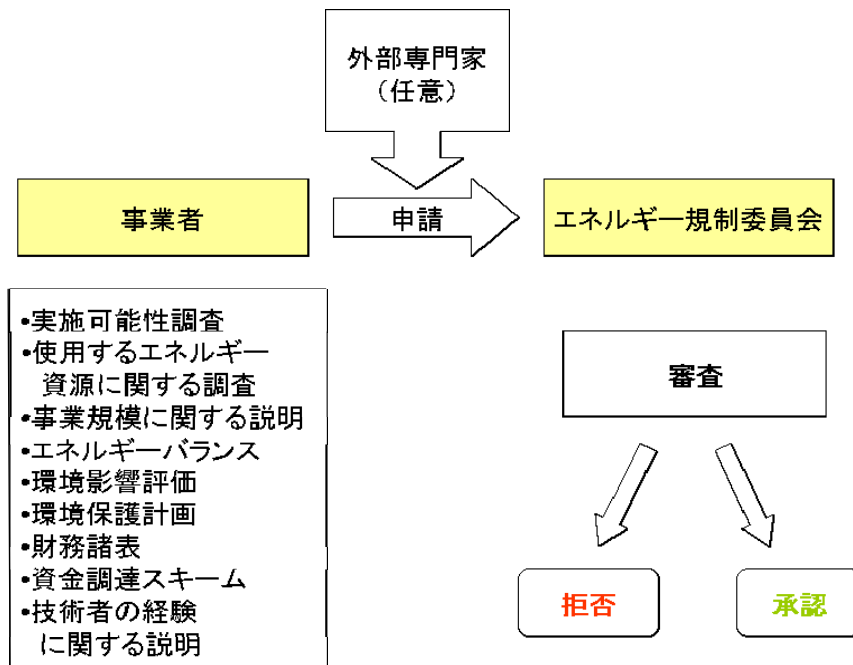 外部専門家
（任意）
事業者
申請
エネルギー規制委員会
•実施可能性調査
•使用するエネルギー
資源に関する調査
•事業規模に関する説明
•エネルギーバランス
•環境影響評価
•環境保護計画
•財務諸表
•資金調達スキーム
•技術者の経験
に関する説明
審査
拒否
承認